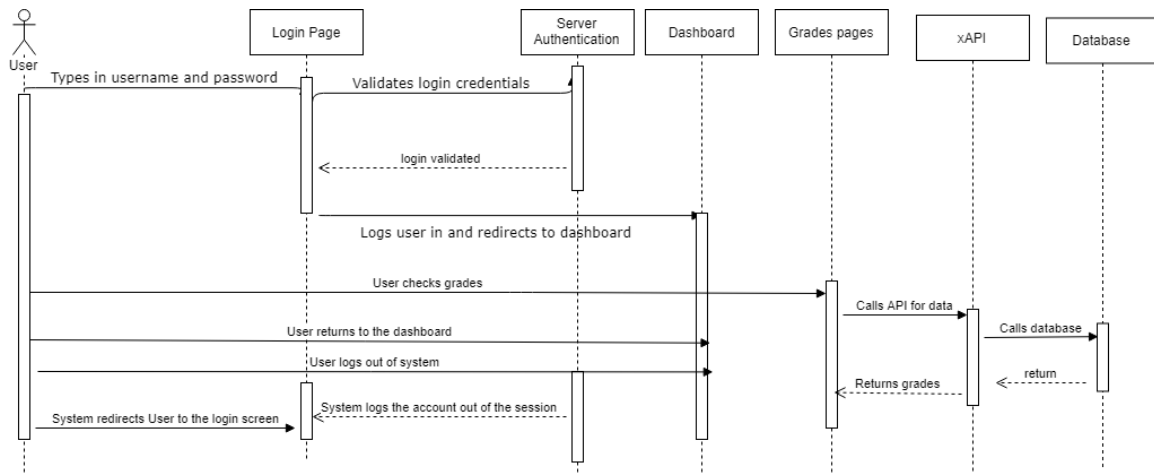 User
Login Page
Server
Authentication
Dashboard
Grades pages
xAPI
Database
Types in username and password
Validates login credentials
login validated
Logs user in and redirects to dashboard
User checks grades
Calls API for data
User returns to the dashboard
Calls database
User logs out of system
return
Returns grades
System logs the account out of the session
System redirects User to the login screen